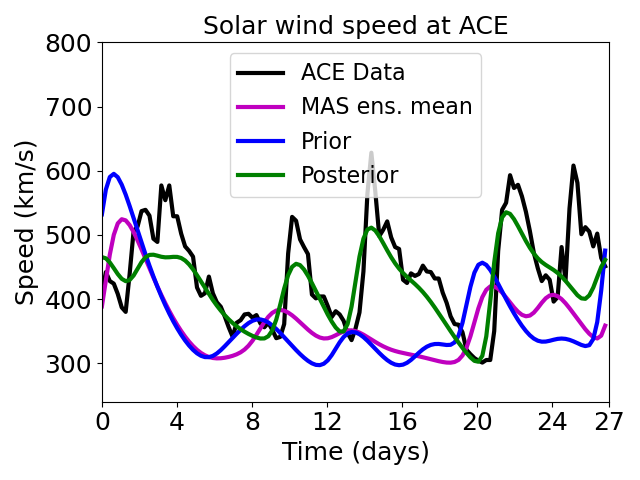 Solar wind speed at ACE
800
700
600
500
400
300
Speed (km/s)
ACE Data
MAS ens. mean
Prior
Posterior
0 4 8 12 16 20 24 27
Time (days)